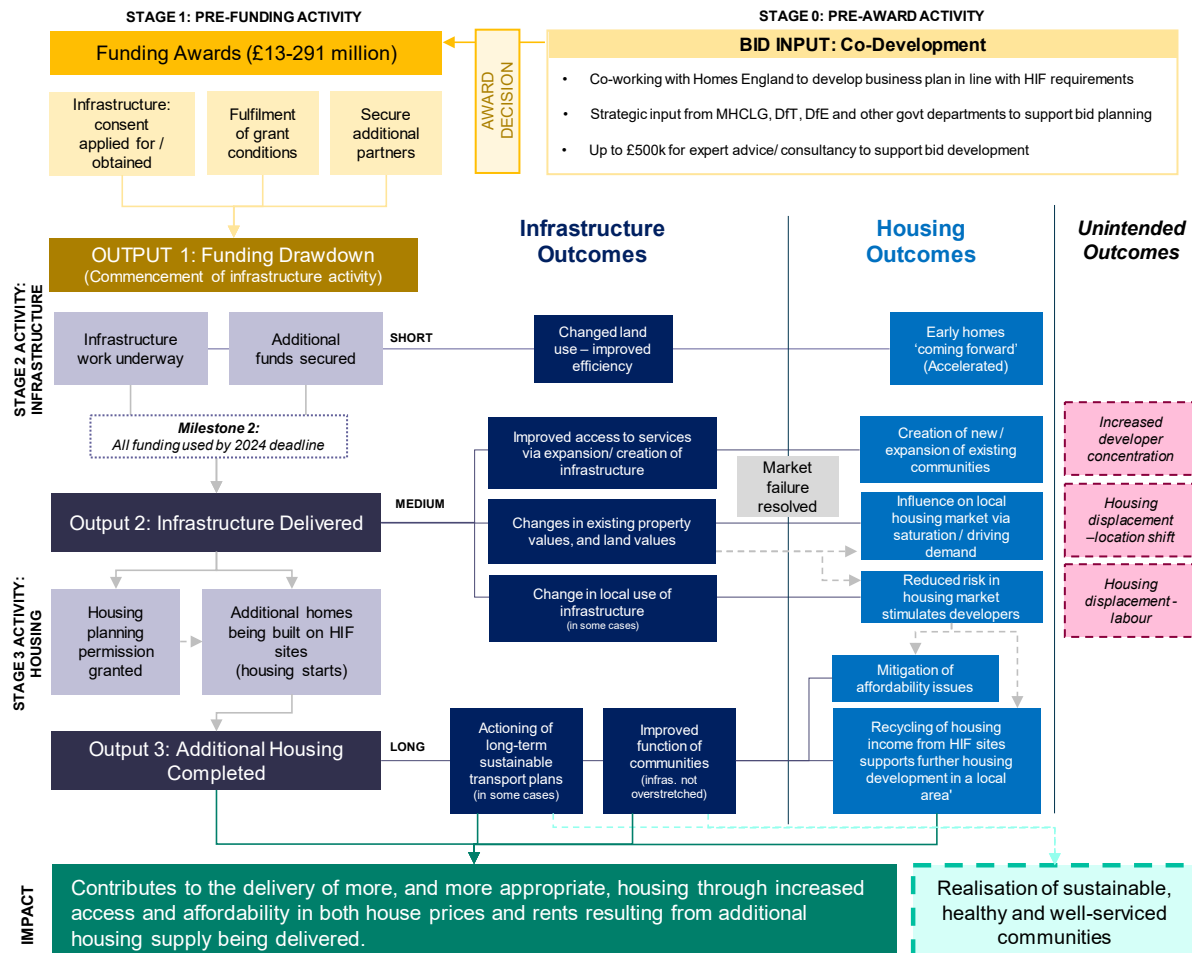 STAGE 1: PRE-FUNDING ACTIVITY
STAGE 0: PRE-AWARD ACTIVITY
Funding Awards (£13-291 million)
AWARD
DECISION
BID INPUT: Co-Development
• Co-working with Homes England to develop business plan in line with HIF requirements
• Strategic input from MHCLG, DfT, DfE and other govt departments to support bid planning
• Up to £500k for expert advice/ consultancy to support bid development
Infrastructure:
consent
applied for /
obtained
Fulfilment
of grant
conditions
Secure
additional
partners
OUTPUT 1: Funding Drawdown
(Commencement of infrastructure activity)
Infrastructure
Outcomes
Housing
Outcomes
Unintended
Outcomes
STAGE 2 ACTIVITY:
INFRASTRUCTURE
Infrastructure
work underway
Additional
funds secured
SHORT
Changed land
use – improved
efficiency
Early homes
‘coming forward’
(Accelerated)
Milestone 2:
All funding used by 2024 deadline
Improved access to services
via expansion/ creation of
infrastructure
Market
failure
resolved
Creation of new /
expansion of existing
communities
Increased
developer
concentration
Output 2: Infrastructure Delivered
MEDIUM
Changes in existing property
values, and land values
Influence on local
housing market via
saturation / driving
demand
Housing
displacement
–location shift
STAGE 3 ACTIVITY:
HOUSING
Housing
planning
permission
granted
Additional homes
being built on HIF
sites
(housing starts)
Change in local use of
infrastructure
(in some cases)
Reduced risk in
housing market
stimulates developers
Housing
displacement -
labour
Mitigation of
affordability issues
Output 3: Additional Housing
Completed
LONG
Actioning of
long-term
sustainable
transport plans
(in some cases)
Improved
function of
communities
(infras. not
overstretched)
Recycling of housing
income from HIF sites
supports further housing
development in a local
area'
IMPACT
Contributes to the delivery of more, and more appropriate, housing through increased
access and affordability in both house prices and rents resulting from additional
housing supply being delivered.
Realisation of sustainable,
healthy and well-serviced
communities